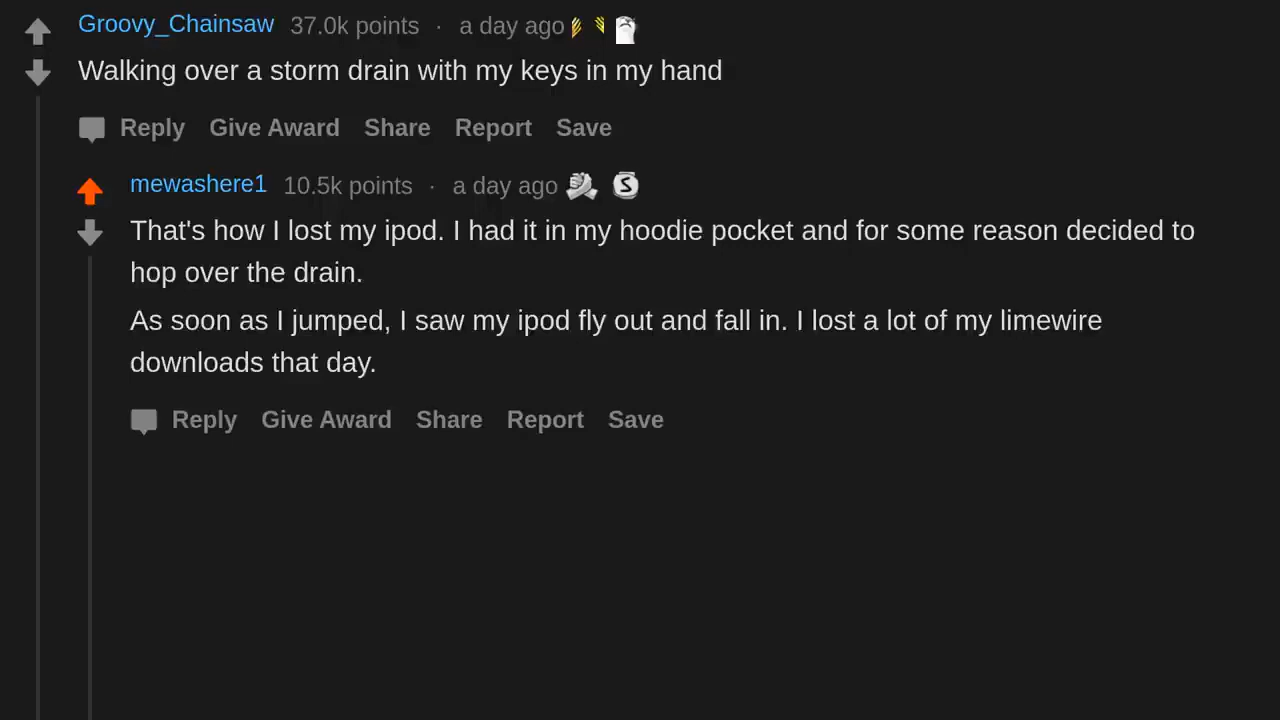 Groovy_Chainsaw 37.0k points · a day ago
Walking over a storm drain with my keys in my hand
Reply Give Award Share Report Save
mewashere1 10.5k points · a day ago
That's how I lost my ipod. I had it in my hoodie pocket and for some reason decided to
hop over the drain.
As soon as I jumped, I saw my ipod fly out and fall in. I lost a lot of my limewire
downloads that day.
Reply Give Award Share Report Save